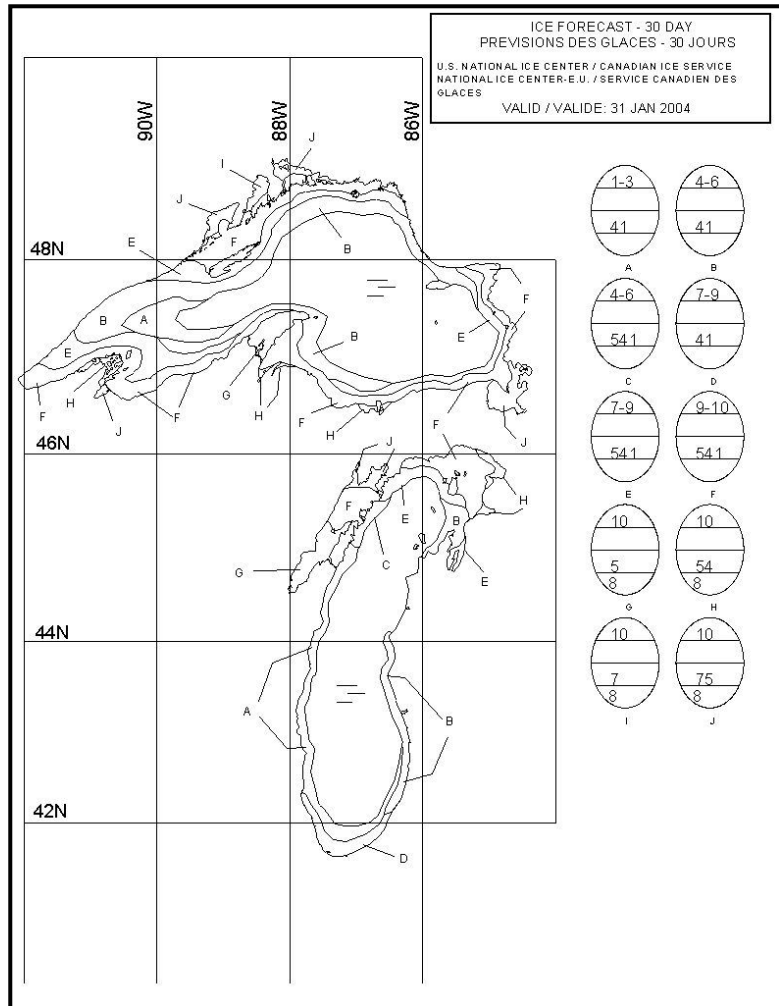 ICE FORECAST - 30 DAY
PREVISIONS DES GLACES - 30 JOURS
U.S. NATIONAL ICE CENTER / CANADIAN ICE SERVICE
NATIONAL ICE CENTER-E.U. / SERVICE CANADIEN DES
GLACES
VALID / VALIDE: 31 JAN 2004
90W 88W 86W
J
I
J
F
B
E
48N
F
B A
E
E
B
F H J F G H F H F J
46N
J F
F
H
E B
C
G
E
44N
A B
42N
D
1-3 4-6
41 41
A B
4-6 7-9
541 41
C D
7-9 9-10
541 541
E F
10 10
5 54
8 8
G H
10 10
7 75
8 8
I J